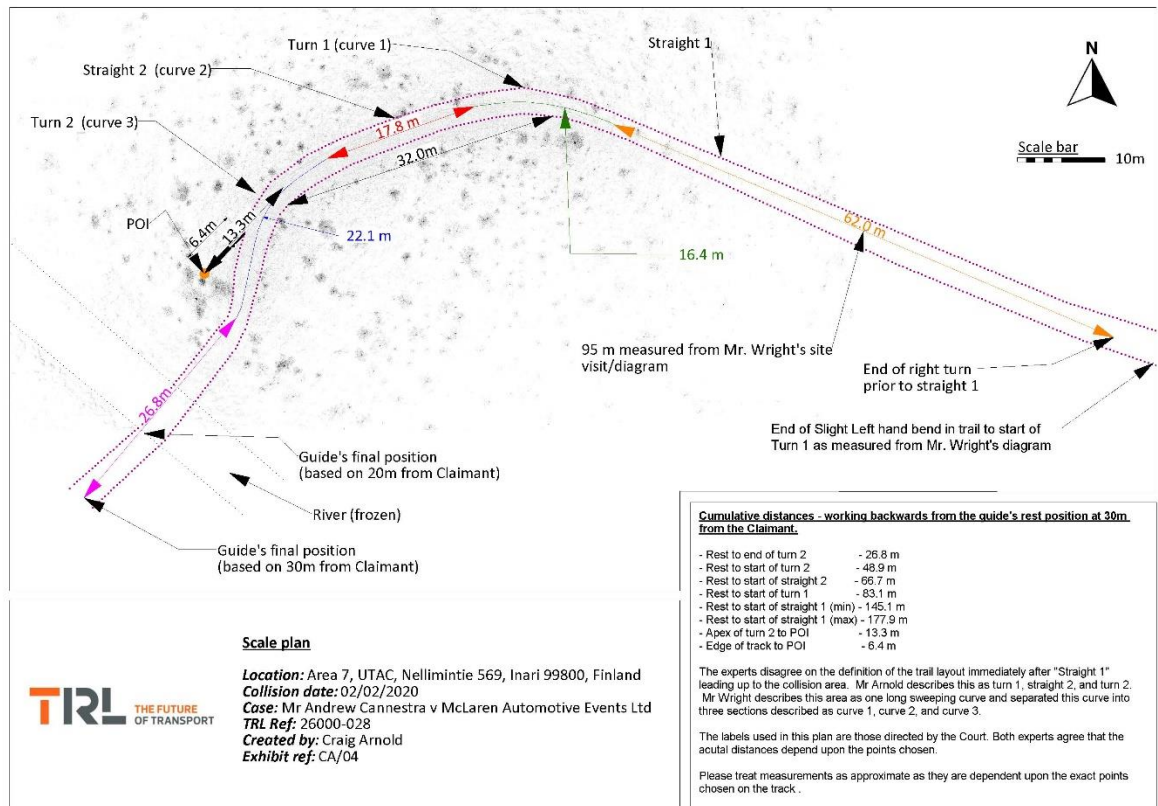 Turn 1 (curve 1)
Straight 1
N
Straight 2  (curve 2)
Turn 2 (curve 3)
17.8 m
32.0m
Scale bar
10m
POI
6.4m
13.3m
22.1 m
16.4 m
62.0 m
95 m measured from Mr. Wright's site
visit/diagram
End of right turn
prior to straight 1
End of Slight Left hand bend in trail to start of
Turn 1 as measured from Mr. Wright's diagram
26.8m
Guide's final position
(based on 20m from Claimant)
River (frozen)
Guide's final position
(based on 30m from Claimant)
Cumulative distances - working backwards from the guide's rest position at 30m
from the Claimant.
- Rest to end of turn 2 - 26.8 m
- Rest to start of turn 2 - 48.9 m
- Rest to start of straight 2 - 66.7 m
- Rest to start of turn 1 - 83.1 m
- Rest to start of straight 1 (min) - 145.1 m
- Rest to start of straight 1 (max) - 177.9 m
- Apex of turn 2 to POI - 13.3 m
- Edge of track to POI - 6.4 m
The experts disagree on the definition of the trail layout immediately after "Straight 1"
leading up to the collision area.  Mr Arnold describes this as turn 1, straight 2, and turn 2.
Mr Wright describes this area as one long sweeping curve and separated this curve into
three sections described as curve 1, curve 2, and curve 3.
The labels used in this plan are those directed by the Court. Both experts agree that the
acutal distances depend upon the points chosen.
Please treat measurements as approximate as they are dependent upon the exact points
chosen on the track .
TRL THE FUTURE
OF TRANSPORT
Scale plan
Location: Area 7, UTAC, Nellimintie 569, Inari 99800, Finland
Collision date: 02/02/2020
Case: Mr Andrew Cannestra v McLaren Automotive Events Ltd
TRL Ref: 26000-028
Created by: Craig Arnold
Exhibit ref: CA/04